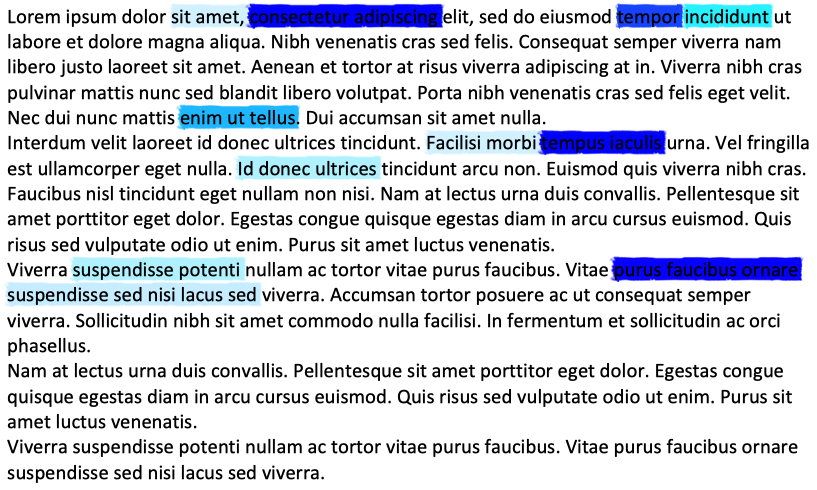 Lorem ipsum dolor sit amet, consectetur adipiscing elit, sed do eiusmod tempor incididunt ut
labore et dolore magna aliqua. Nibh venenatis cras sed felis. Consequat semper viverra nam
libero justo laoreet sit amet. Aenean et tortor at risus viverra adipiscing at in. Viverra nibh cras
pulvinar mattis nunc sed blandit libero volutpat. Porta nibh venenatis cras sed felis eget velit.
Nec dui nunc mattis enim ut tellus. Dui accumsan sit amet nulla.
Interdum velit laoreet id donec ultrices tincidunt. Facilisi morbi tempus iaculis urna. Vel fringilla
est ullamcorper eget nulla. Id donec ultrices tincidunt arcu non. Euismod quis viverra nibh cras.
Faucibus nisl tincidunt eget nullam non nisi. Nam at lectus urna duis convallis. Pellentesque sit
amet porttitor eget dolor. Egestas congue quisque egestas diam in arcu cursus euismod. Quis
risus sed vulputate odio ut enim. Purus sit amet luctus venenatis.
Viverra suspendisse potenti nullam ac tortor vitae purus faucibus. Vitae purus faucibus ornare
suspendisse sed nisi lacus sed viverra. Accumsan tortor posuere ac ut consequat semper
viverra. Sollicitudin nibh sit amet commodo nulla facilisi. In fermentum et sollicitudin ac orci
phasellus.
Nam at lectus urna duis convallis. Pellentesque sit amet porttitor eget dolor. Egestas congue
quisque egestas diam in arcu cursus euismod. Quis risus sed vulputate odio ut enim. Purus sit
amet luctus venenatis.
Viverra suspendisse potenti nullam ac tortor vitae purus faucibus. Vitae purus faucibus ornare
suspendisse sed nisi lacus sed viverra.